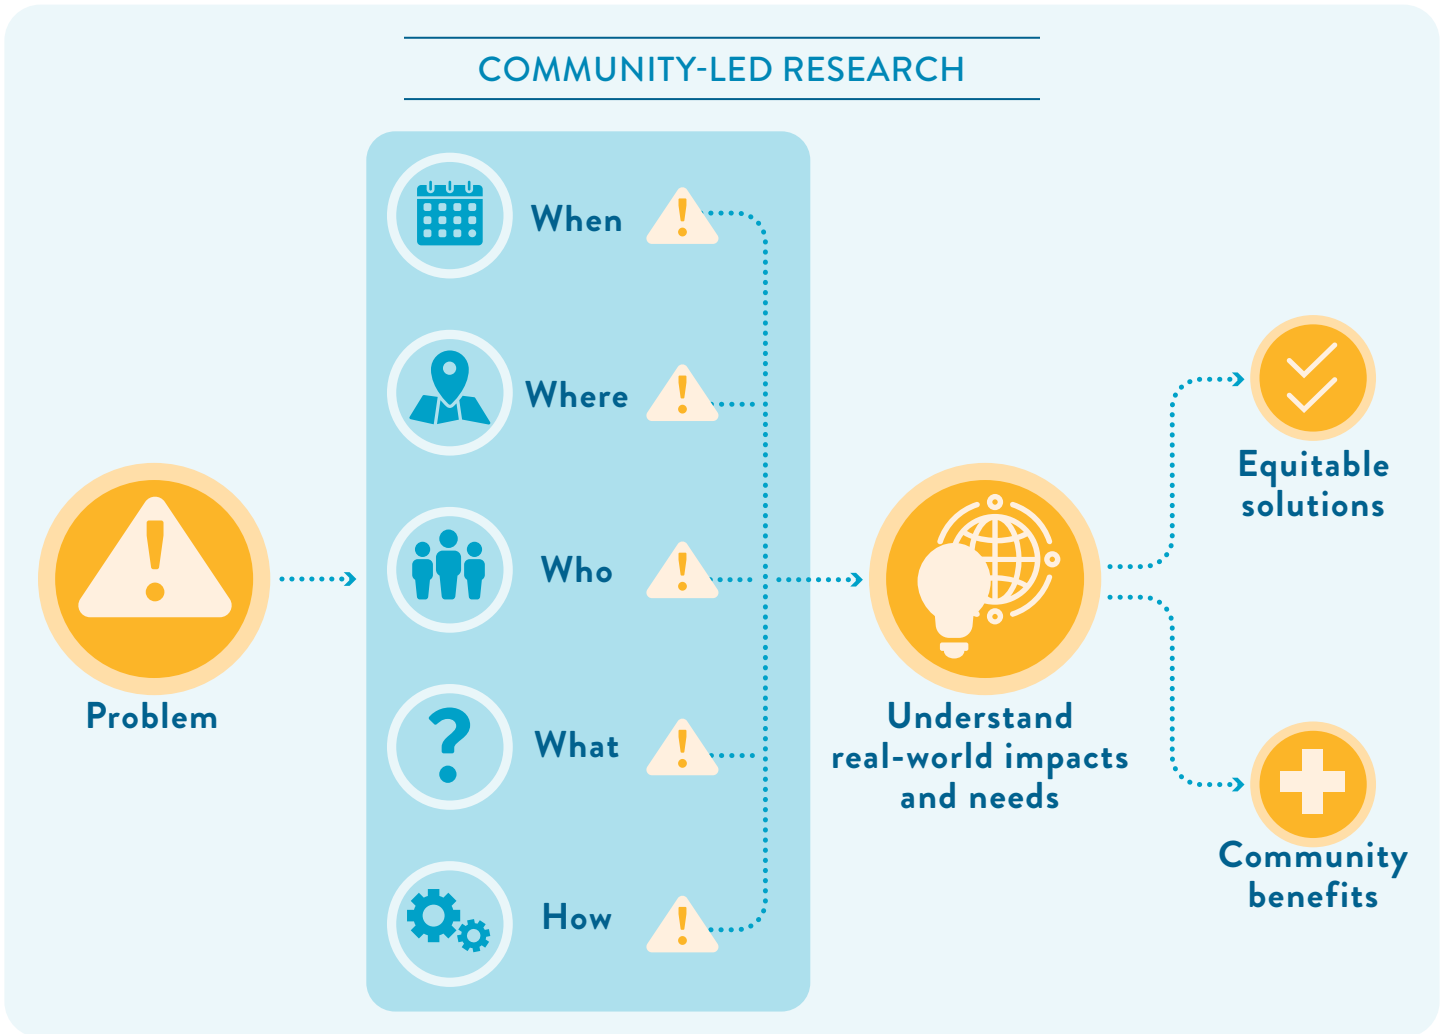 COMMUNITY-LED RESEARCH
When
Where
Who
What
How
Problem
Understand
real-world impacts
and needs
Equitable
solutions
Community
benefits